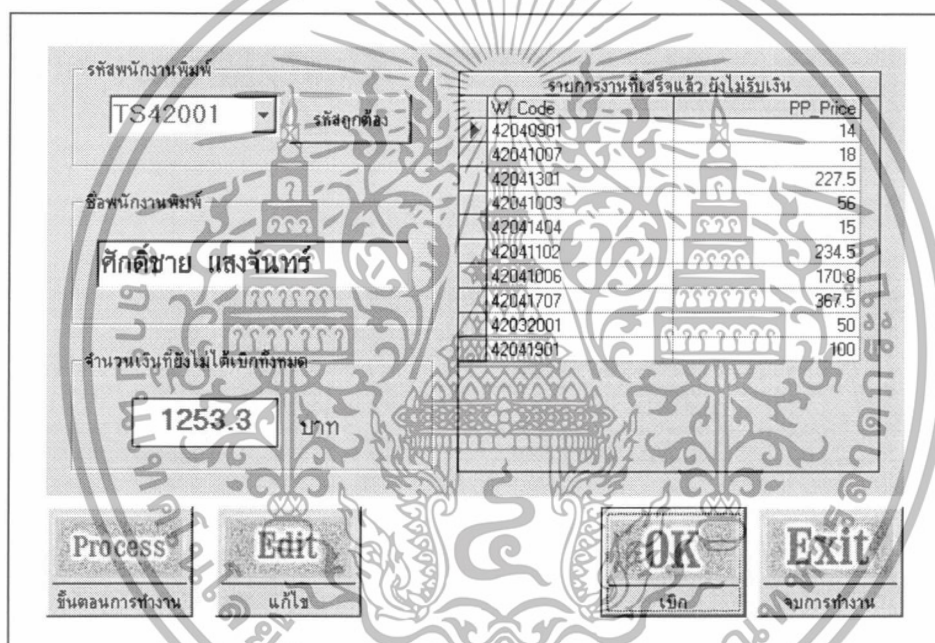 รหัสพนักงานพิมพ์
TS42001
รหัสถูกต้อง
ชื่อพนักงานพิมพ์
ศักดิ์ชาย แสงจันทร์
จำนวนเงินที่ยังไม่ได้เบิกทั้งหมด
1253.3 บาท
รายการงานที่เสร็จแล้ว ยังไม่รับเงิน
W_Code PP_Price
42040901 14
42041007 18
42041301 227.5
42041003 56
42041404 15
42041102 234.5
42041006 170.8
42041707 367.5
42032001 50
42041901 100
Process
ขั้นตอนการทำงาน
Edit
แก้ไข
OK
เบิก
Exit
จบการทำงาน